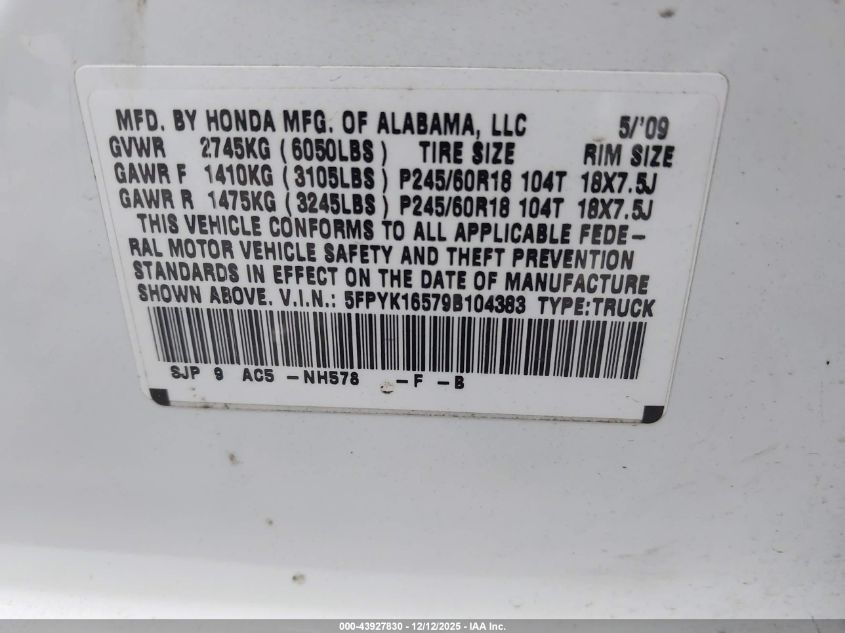 MFD. BY HONDA MFG. OF ALABAMA, LLC 5/'09
GVWR 2745KG (6050LBS) TIRE SIZE RIM SIZE
GAWR F 1410KG (3105LBS) P245/60R18 104T 18X7.5J
GAWR R 1475KG (3245LBS) P245/60R18 104T 18X7.5J
THIS VEHICLE CONFORMS TO ALL APPLICABLE FEDE-
RAL MOTOR VEHICLE SAFETY AND THEFT PREVENTION
STANDARDS IN EFFECT ON THE DATE OF MANUFACTURE
SHOWN ABOVE. V.I.N.: 5FPYK16579B104383 TYPE:TRUCK
SJP 9 AC5 -NH578 -F -B
000-43927830 - 12/12/2025 - IAA Inc.